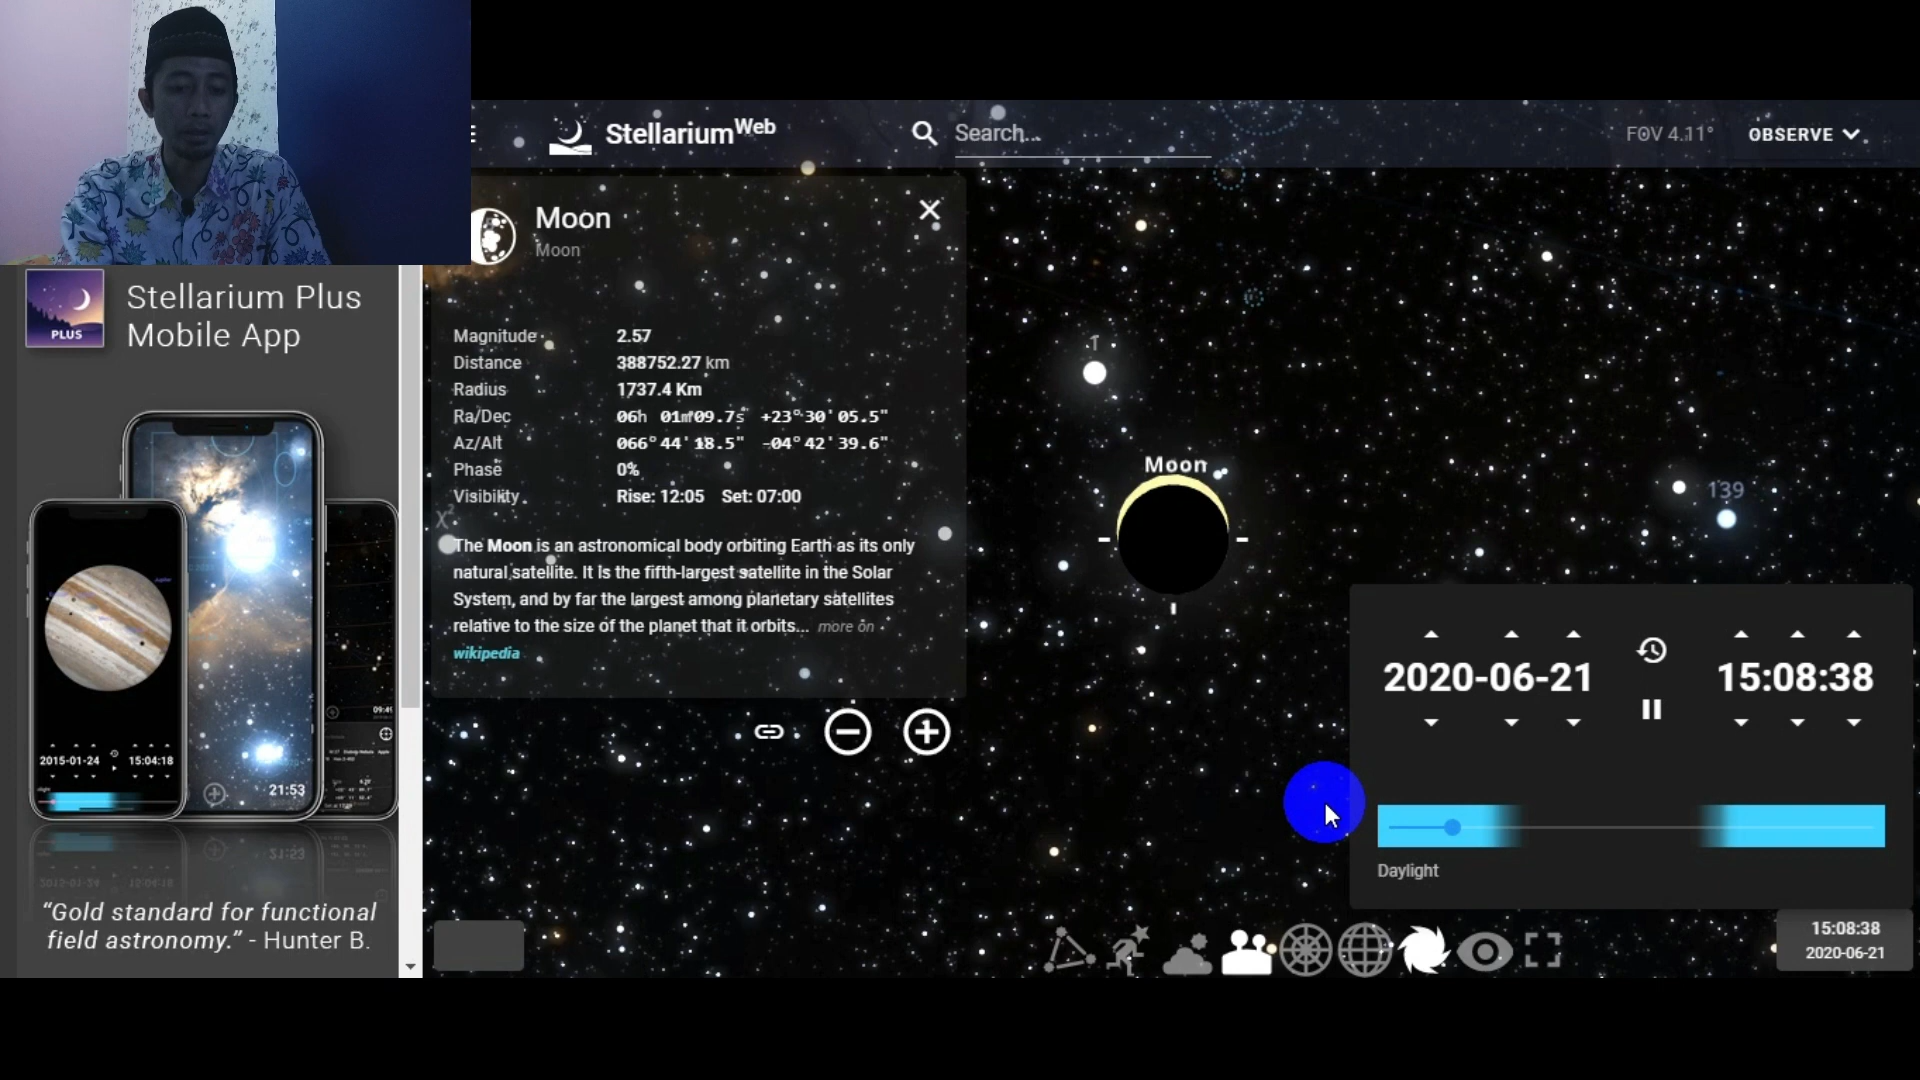 Stellarium Plus
Mobile App
PLUS
2015-01-24
15:04:18
21:53
“Gold standard for functional
field astronomy.” - Hunter B.
StellariumWeb
Search...
FOV 4.11°
OBSERVE
Moon
Moon
Magnitude 2.57
Distance 388752.27 km
Radius 1737.4 Km
Ra/Dec 06h 01m09.7s +23°30'05.5"
Az/Alt 066°44'18.5" -04°42'39.6"
Phase 0%
Visibility Rise: 12:05 Set: 07:00
The Moon is an astronomical body orbiting Earth as its only
natural satellite. It is the fifth-largest satellite in the Solar
System, and by far the largest among planetary satellites
relative to the size of the planet that it orbits... more on
wikipedia
Moon
139
2020-06-21
15:08:38
Daylight
15:08:38
2020-06-21